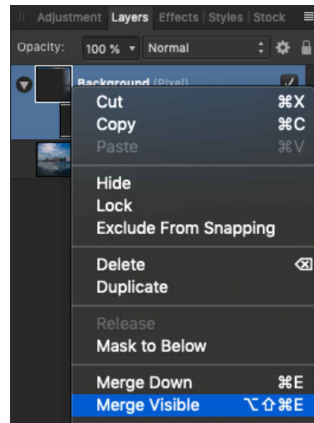 Adjustment Layers Effects Styles Stock
Opacity: 100 % Normal
Background (Pixel)
Cut ⌘X
Copy ⌘C
Paste ⌘V
Hide
Lock
Exclude From Snapping
Delete ⌫
Duplicate
Release
Mask to Below
Merge Down ⌘E
Merge Visible ⌥⇧⌘E